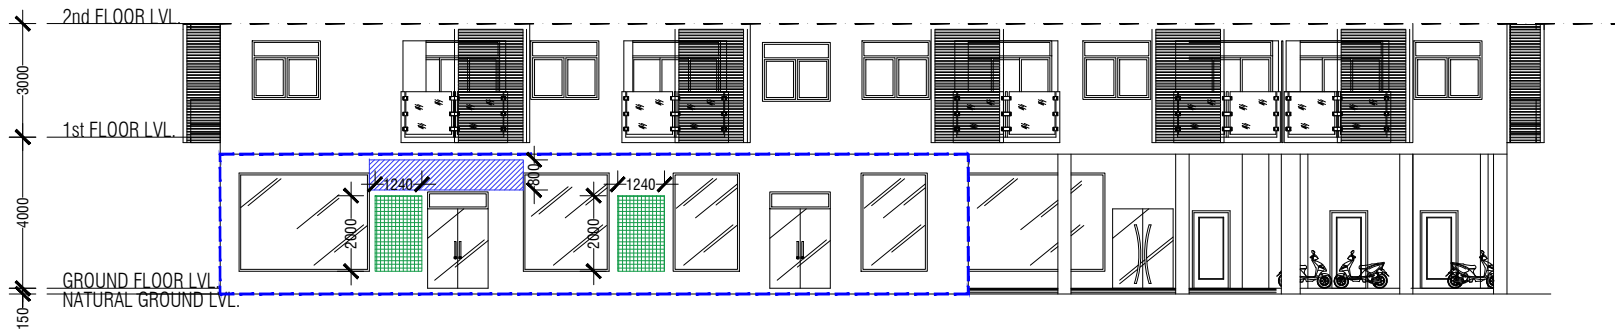 2nd FLOOR LVL.
3000
1st FLOOR LVL.
800
1240
1240
4000
2000
2000
GROUND FLOOR LVL.
NATURAL GROUND LVL.
150